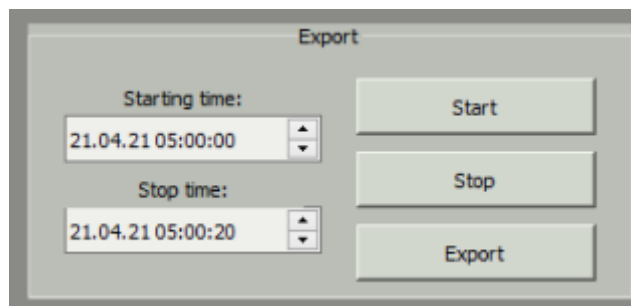 Export
Starting time:
21.04.21 05:00:00
Start
Stop time:
21.04.21 05:00:20
Stop
Export